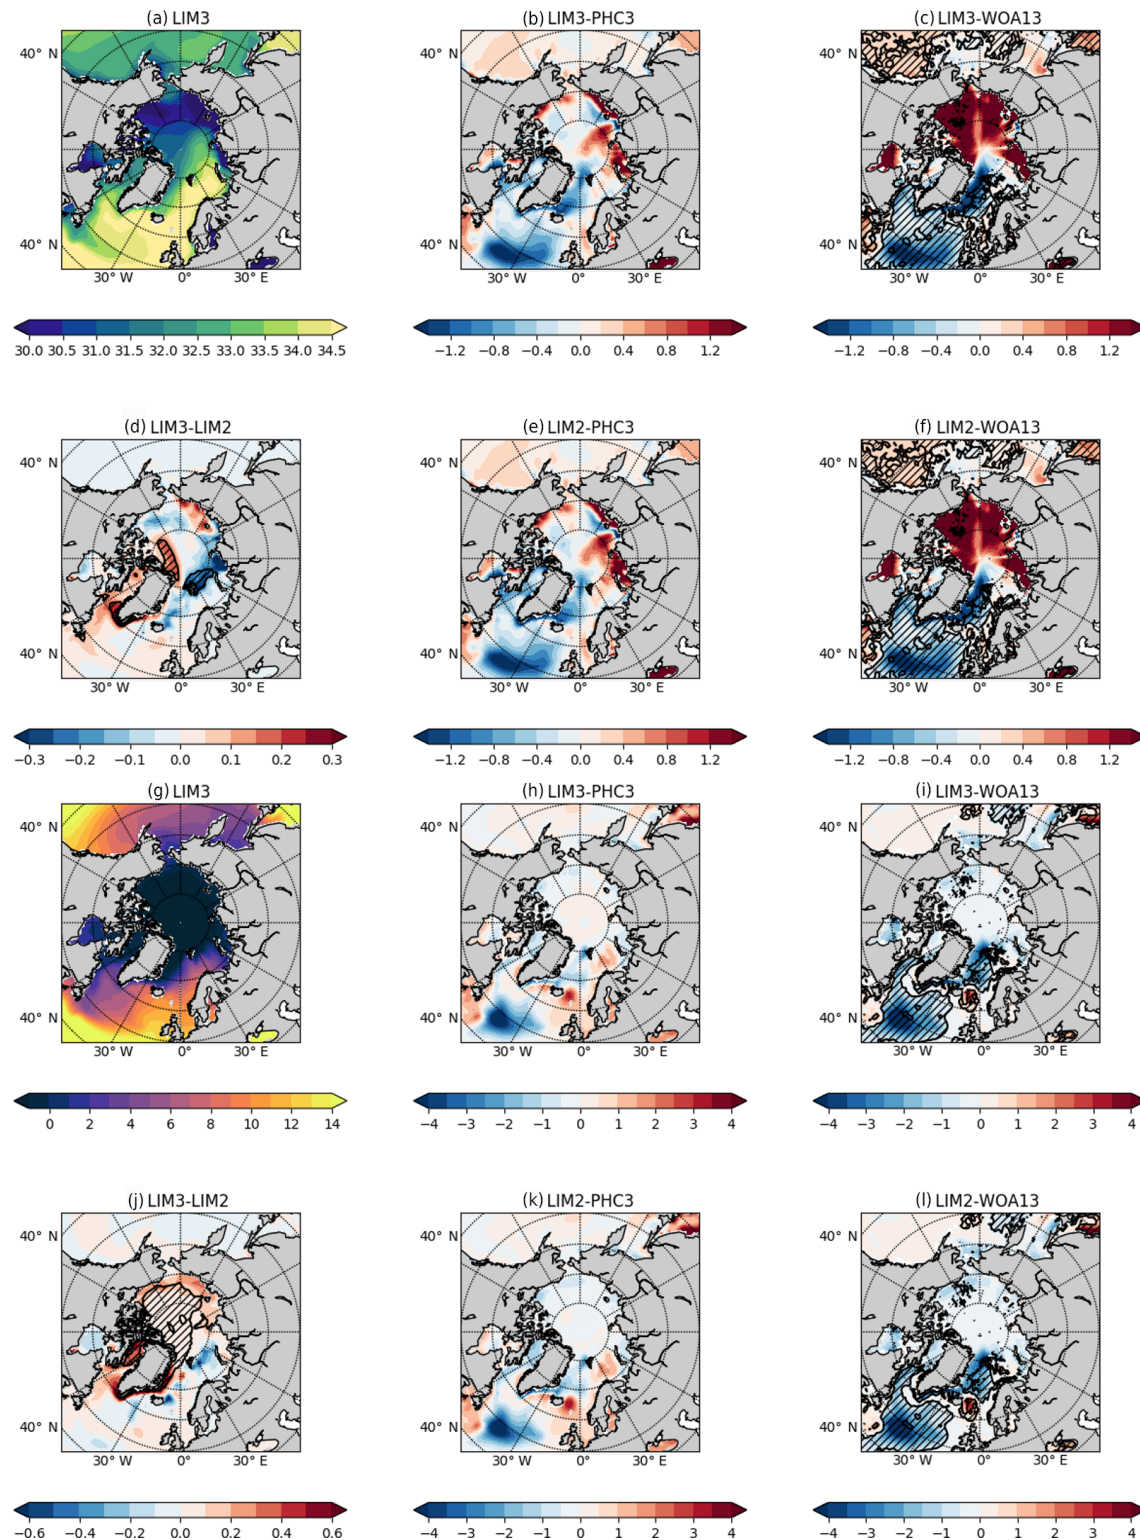 (a) LIM3 (b) LIM3-PHC3 (c) LIM3-WOA13
40° N 40° N 40° N
40° N 40° N 40° N
30° W 0° 30° E 30° W 0° 30° E 30° W 0° 30° E
30.0 30.5 31.0 31.5 32.0 32.5 33.0 33.5 34.0 34.5 −1.2 −0.8 −0.4 0.0 0.4 0.8 1.2 −1.2 −0.8 −0.4 0.0 0.4 0.8 1.2
(d) LIM3-LIM2 (e) LIM2-PHC3 (f) LIM2-WOA13
40° N 40° N 40° N
40° N 40° N 40° N
30° W 0° 30° E 30° W 0° 30° E 30° W 0° 30° E
−0.3 −0.2 −0.1 0.0 0.1 0.2 0.3 −1.2 −0.8 −0.4 0.0 0.4 0.8 1.2 −1.2 −0.8 −0.4 0.0 0.4 0.8 1.2
(g) LIM3 (h) LIM3-PHC3 (i) LIM3-WOA13
40° N 40° N 40° N
40° N 40° N 40° N
30° W 0° 30° E 30° W 0° 30° E 30° W 0° 30° E
0 2 4 6 8 10 12 14 −4 −3 −2 −1 0 1 2 3 4 −4 −3 −2 −1 0 1 2 3 4
(j) LIM3-LIM2 (k) LIM2-PHC3 (l) LIM2-WOA13
40° N 40° N 40° N
40° N 40° N 40° N
30° W 0° 30° E 30° W 0° 30° E 30° W 0° 30° E
−0.6 −0.4 −0.2 0.0 0.2 0.4 0.6 −4 −3 −2 −1 0 1 2 3 4 −4 −3 −2 −1 0 1 2 3 4